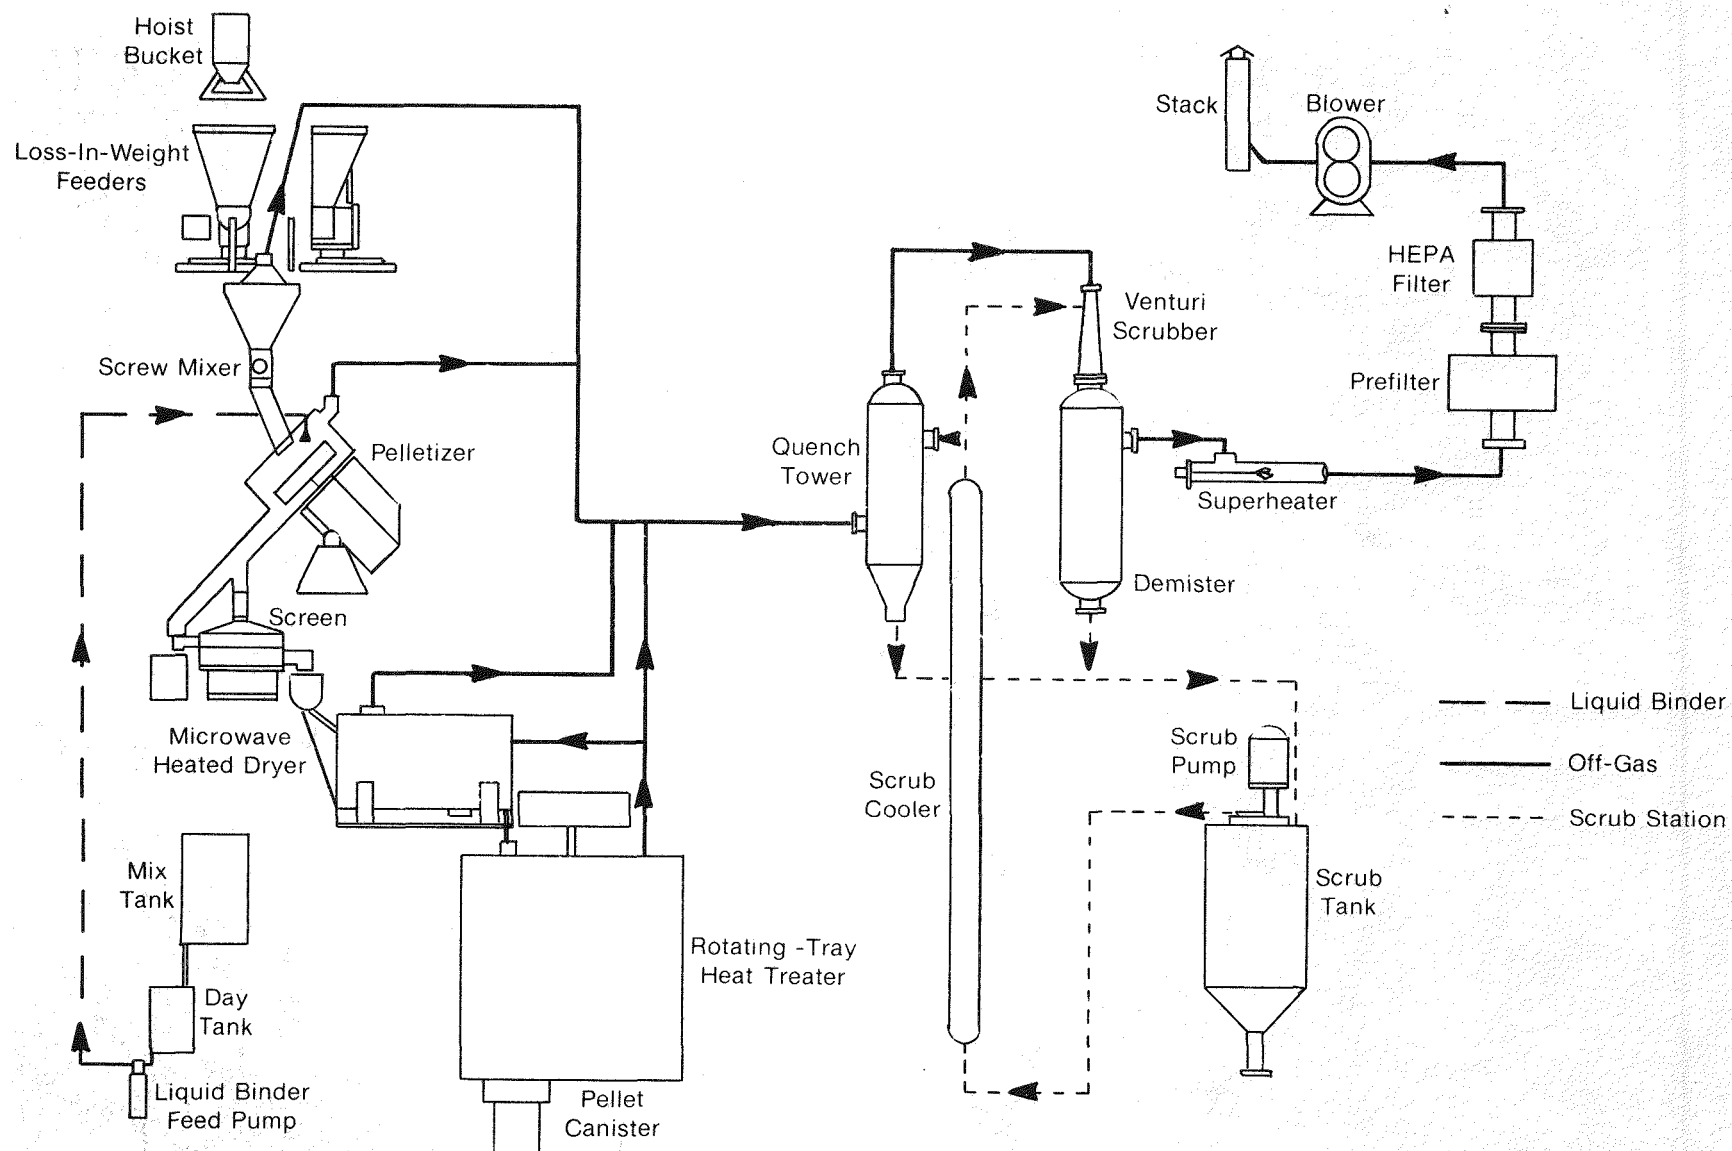 Hoist
Bucket
Loss-In-Weight
Feeders
Screw Mixer
Pelletizer
Screen
Microwave
Heated Dryer
Mix
Tank
Day
Tank
Liquid Binder
Feed Pump
Rotating -Tray
Heat Treater
Pellet
Canister
Quench
Tower
Scrub
Cooler
Venturi
Scrubber
Demister
Superheater
Stack
Blower
HEPA
Filter
Prefilter
Scrub
Pump
Scrub
Tank
Liquid Binder
Off-Gas
Scrub Station